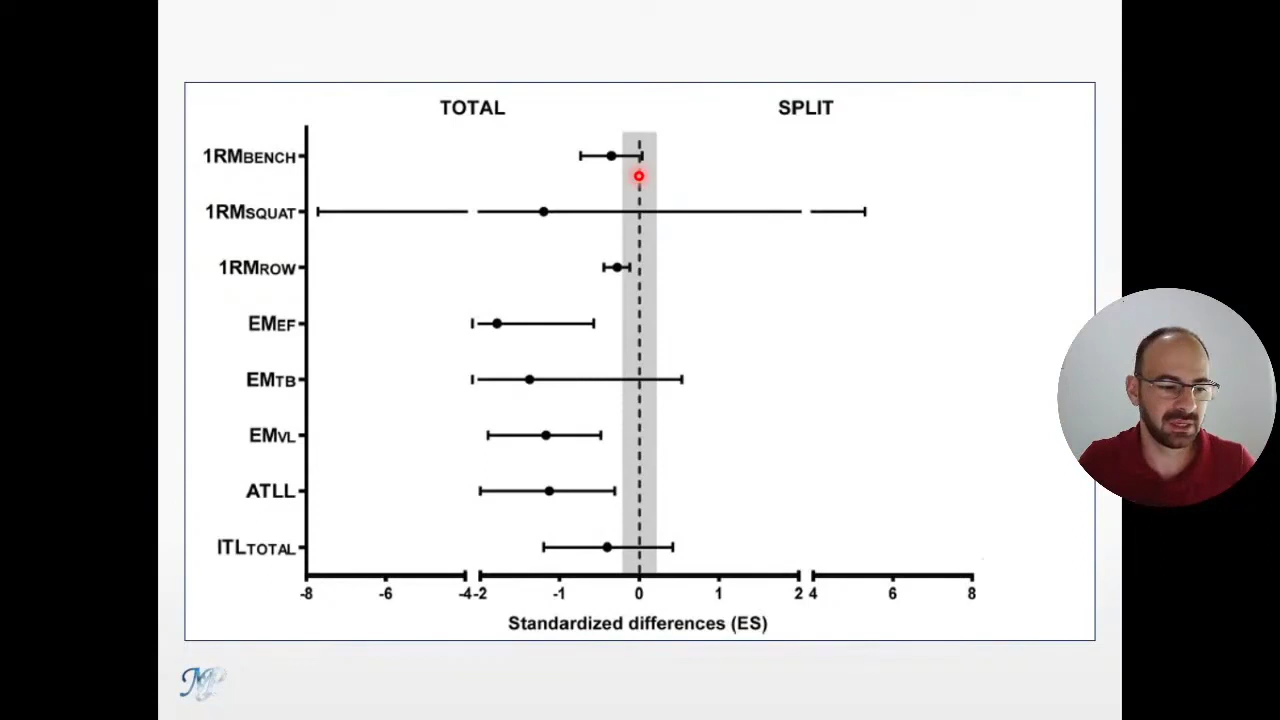 TOTAL SPLIT
1RMBENCH
1RMSQUAT
1RMROW
EMEF
EMTB
EMVL
ATLL
ITLTOTAL
-8 -6 -4 -2 -1 0 1 2 4 6 8
Standardized differences (ES)